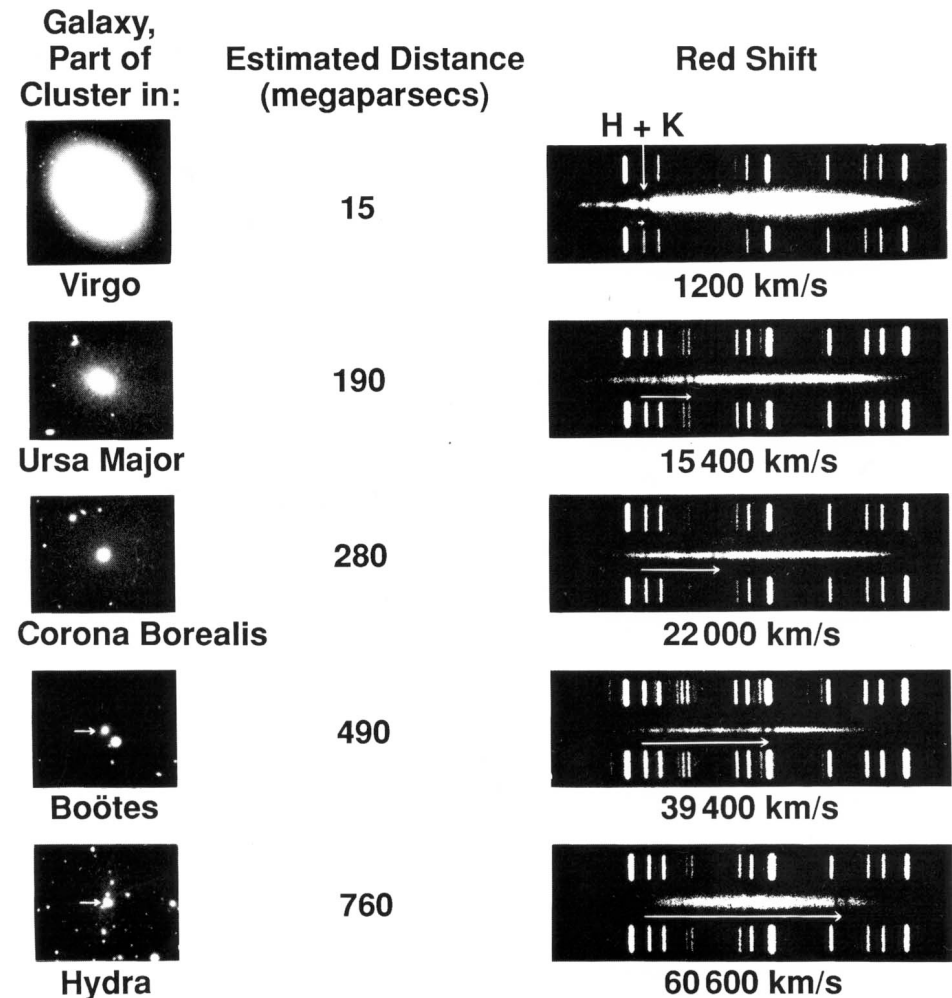 Galaxy,
Part of
Cluster in:
Estimated Distance
(megaparsecs)
Red Shift
H + K
15
Virgo
1200 km/s
190
Ursa Major
15 400 km/s
280
Corona Borealis
22 000 km/s
490
Boötes
39 400 km/s
760
Hydra
60 600 km/s